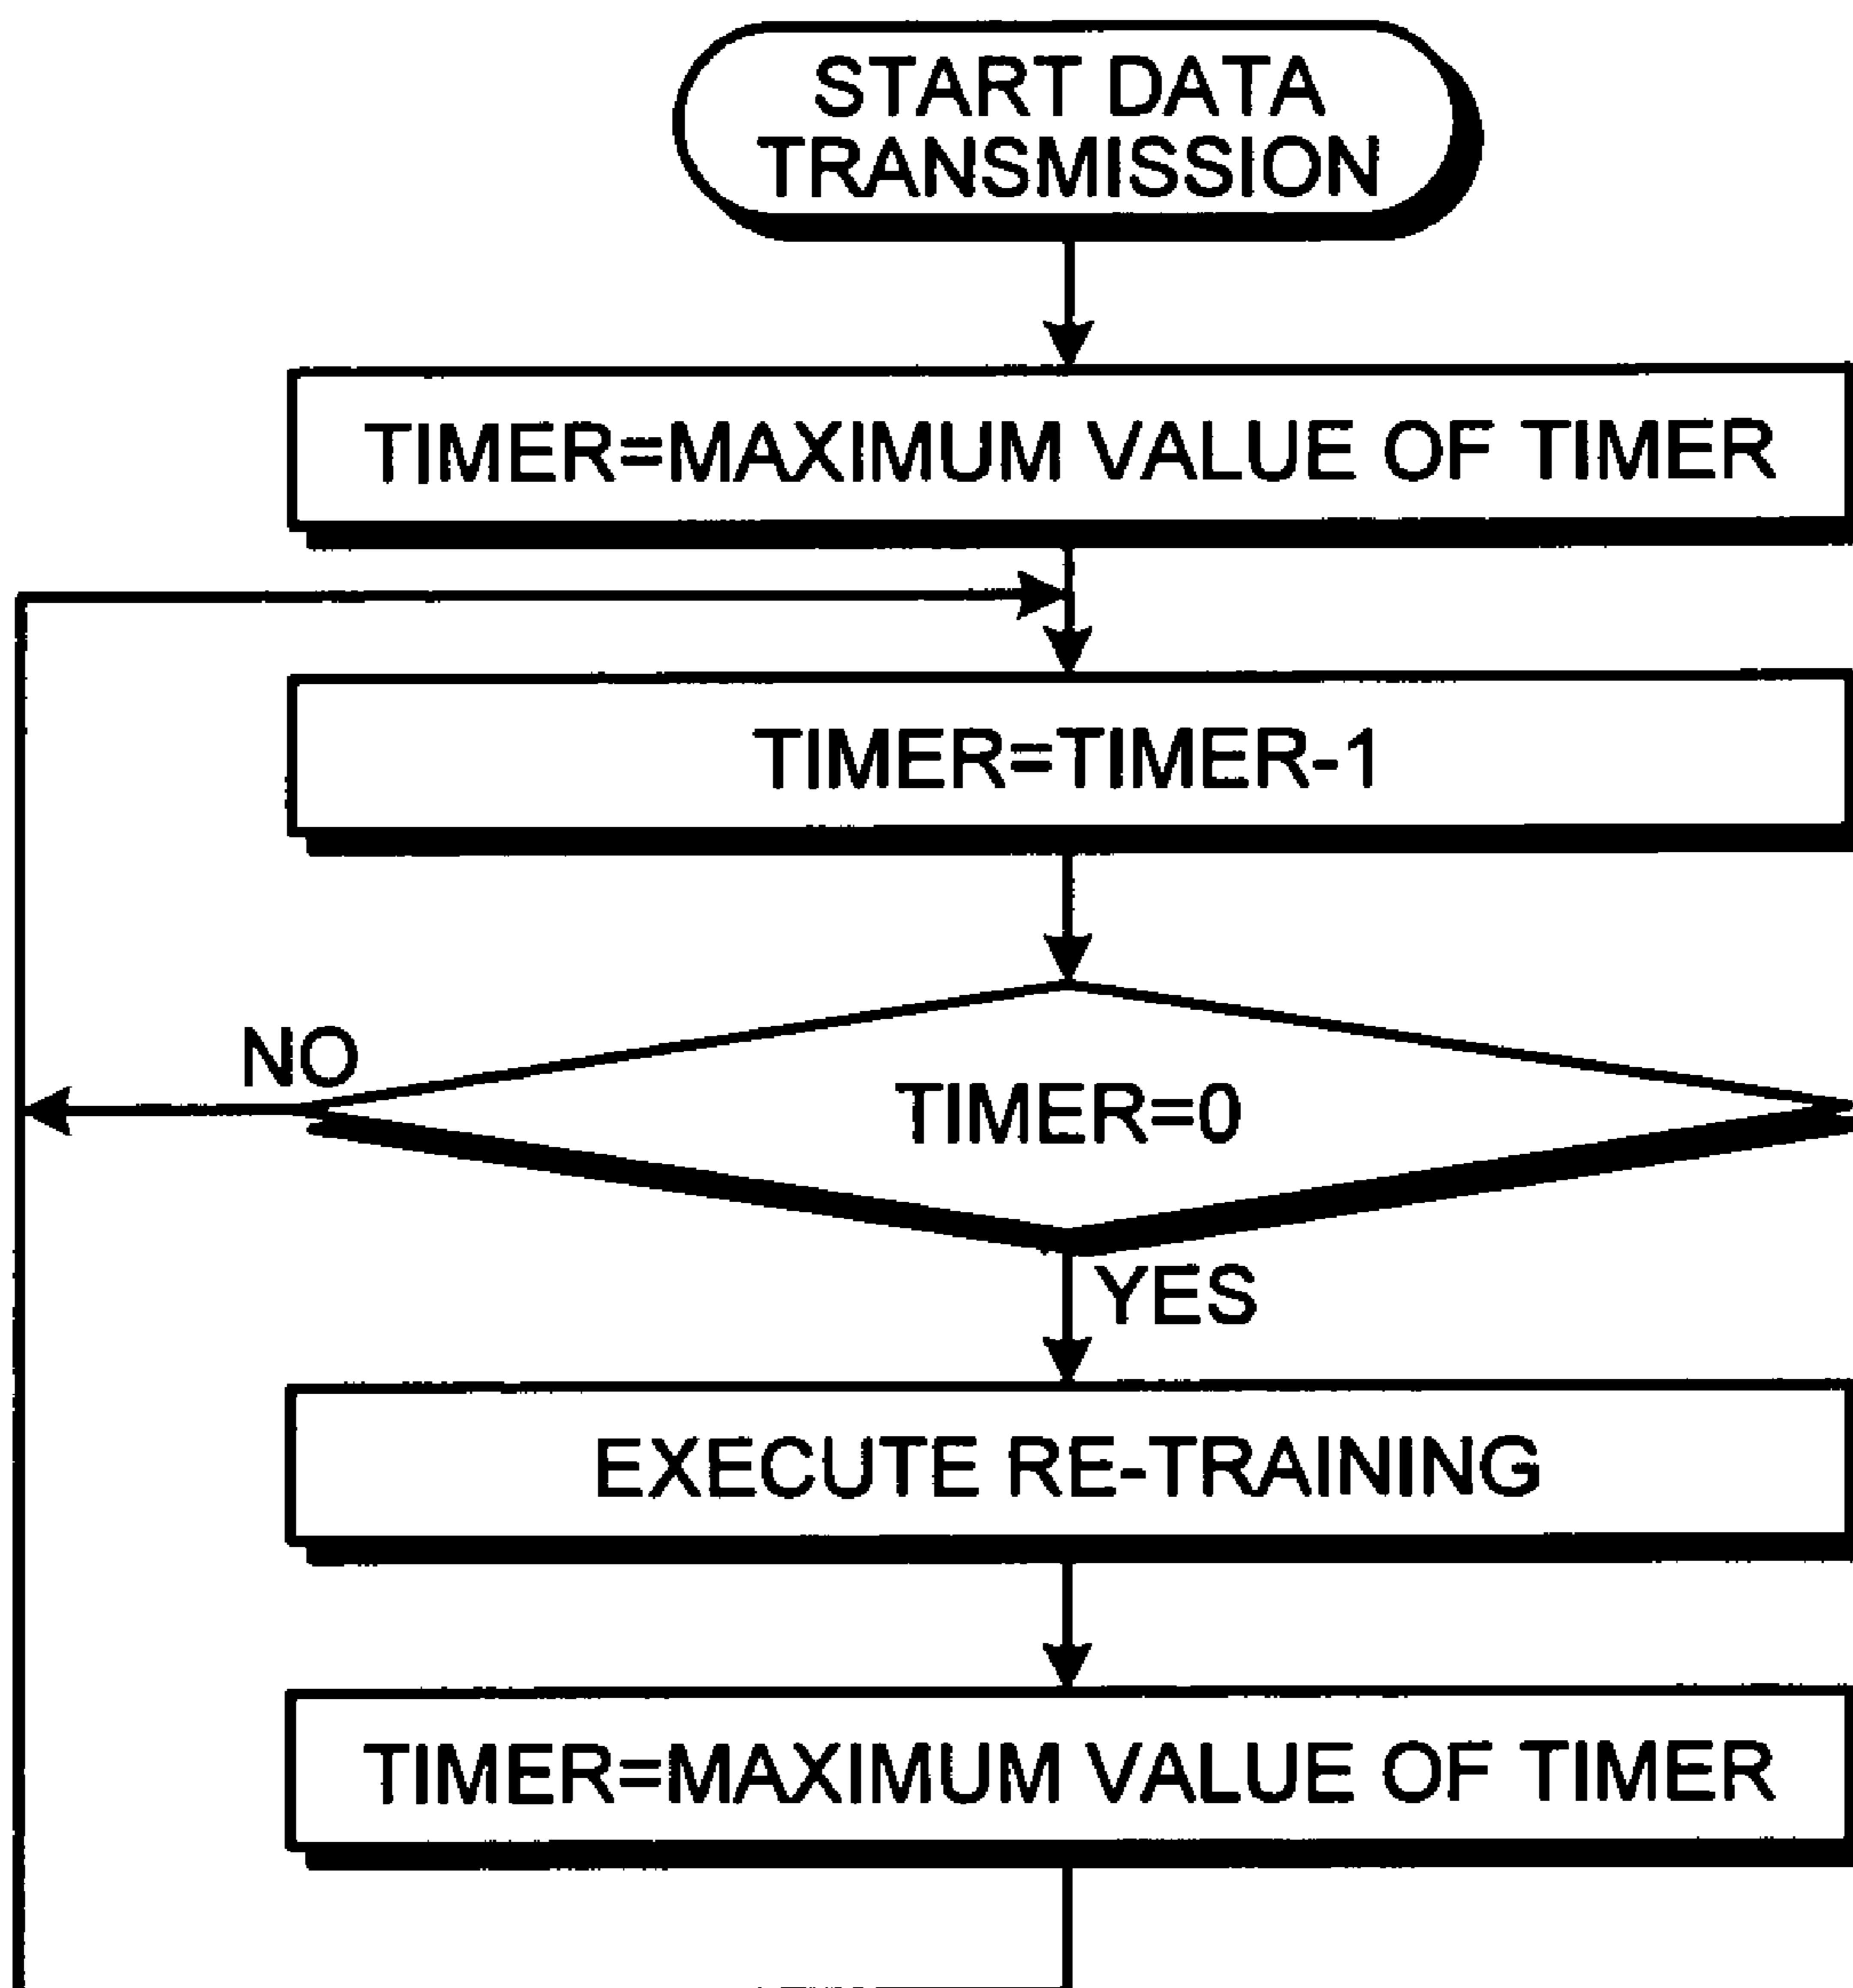 START DATA
TRANSMISSION
TIMER=MAXIMUM VALUE OF TIMER
TIMER=TIMER-1
NO
TIMER=0
YES
EXECUTE RE-TRAINING
TIMER=MAXIMUM VALUE OF TIMER